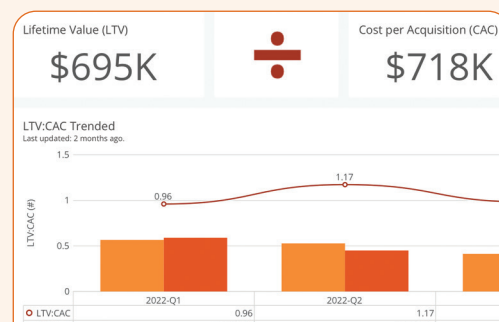 Lifetime Value (LTV)
Cost per Acquisition (CAC)
$695K
÷
$718K
LTV:CAC Trended
Last updated: 2 months ago.
LTV:CAC (#)
1.5
1
0.5
0
0.96
1.17
2022-Q1
2022-Q2
LTV:CAC 0.96 1.17